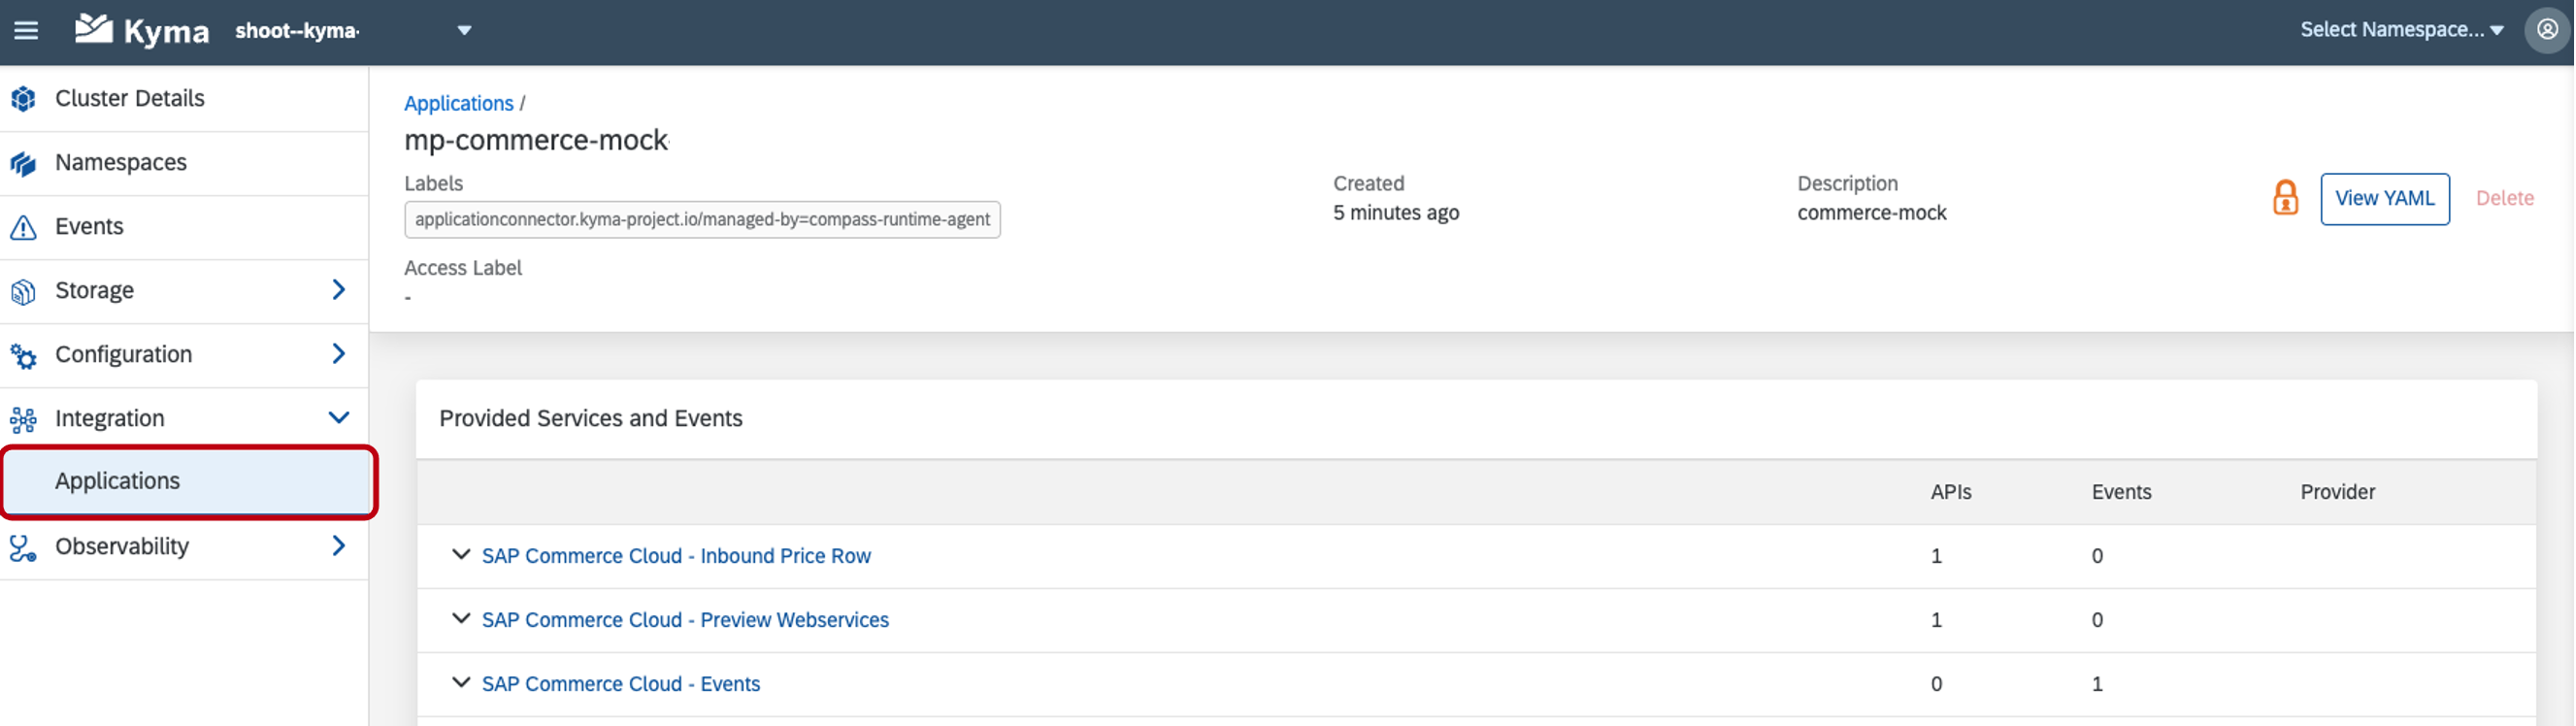 Kyma
shoot--kyma-
Select Namespace...
Cluster Details
Namespaces
Events
Storage
Configuration
Integration
Applications
Observability
Applications /
mp-commerce-mock
Labels
applicationconnector.kyma-project.io/managed-by=compass-runtime-agent
Access Label
-
Created
5 minutes ago
Description
commerce-mock
View YAML
Delete
Provided Services and Events
APIs Events Provider
SAP Commerce Cloud - Inbound Price Row 1 0
SAP Commerce Cloud - Preview Webservices 1 0
SAP Commerce Cloud - Events 0 1